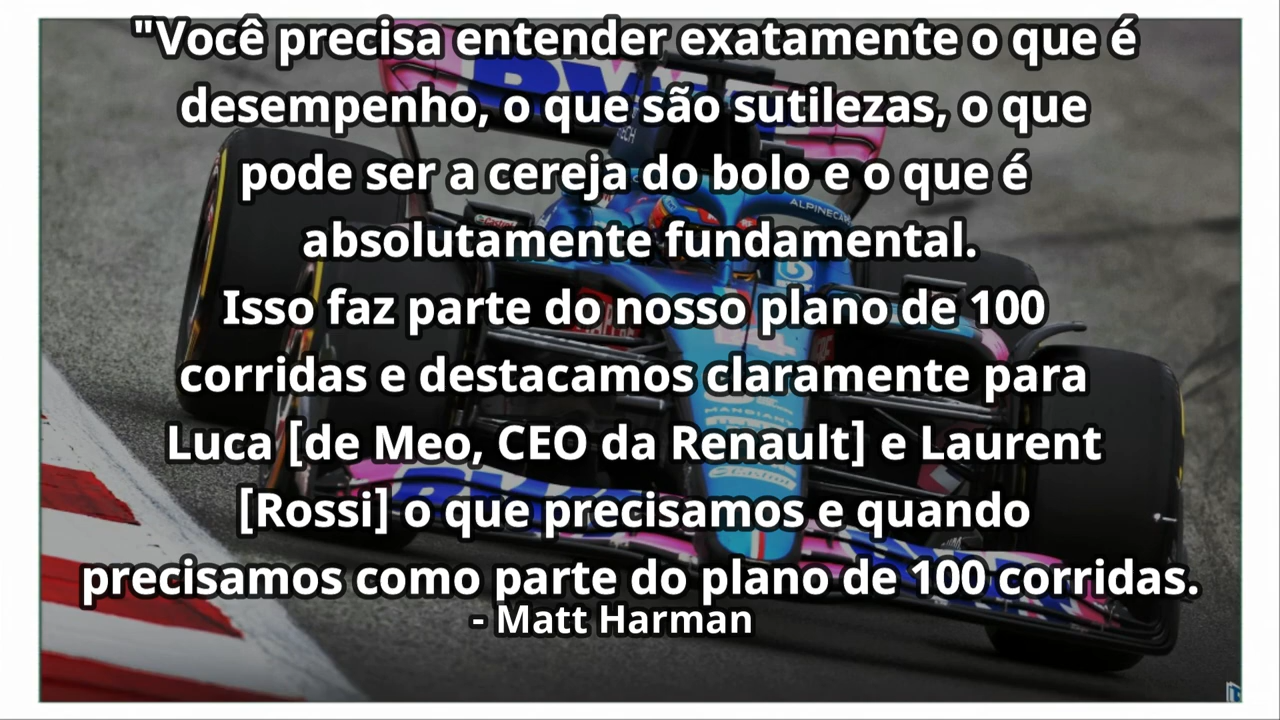 "Você precisa entender exatamente o que é
desempenho, o que são sutilezas, o que
pode ser a cereja do bolo e o que é
absolutamente fundamental.
Isso faz parte do nosso plano de 100
corridas e destacamos claramente para
Luca [de Meo, CEO da Renault] e Laurent
[Rossi] o que precisamos e quando
precisamos como parte do plano de 100 corridas.
- Matt Harman